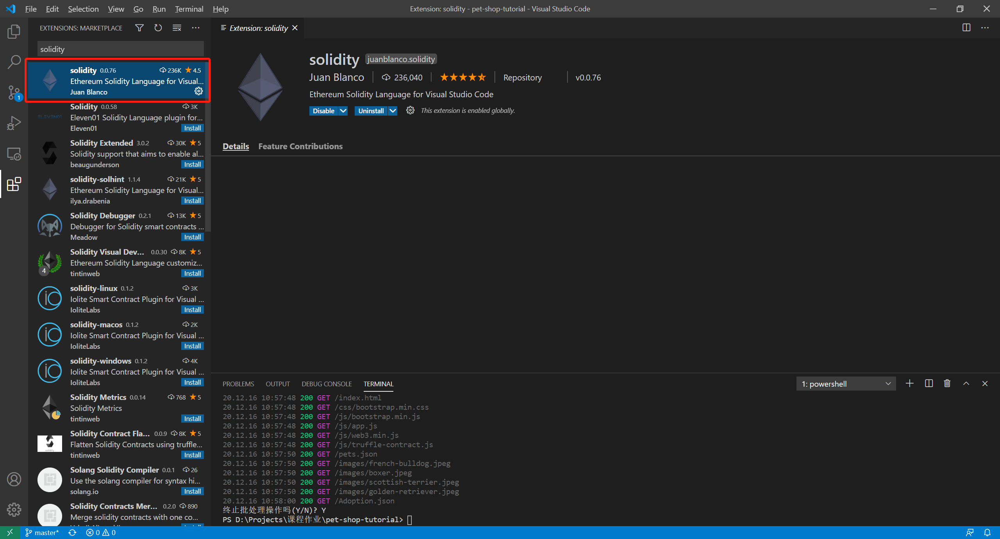 File Edit Selection View Go Run Terminal Help
Extension: solidity - pet-shop-tutorial - Visual Studio Code
EXTENSIONS: MARKETPLACE
solidity
solidity 0.0.76 236K 4.5
Ethereum Solidity Language for Visual...
Juan Blanco
Solidity 0.0.58 3K
ELEVEN01
Eleven01 Solidity Language plugin for...
Eleven01 Install
Solidity Extended 3.0.2 30K 5
Solidity support that aims to enable al...
beaugunderson Install
solidity-solhint 1.1.4 21K 5
Ethereum Solidity Language for Visual...
ilya.drabenia Install
Solidity Debugger 0.2.1 13K 5
Debugger for Solidity smart contracts ...
Meadow Install
Solidity Visual Dev... 0.0.30 8K 5
Ethereum Solidity Language customiz...
4
tintinweb Install
solidity-linux 0.1.2 3K
Iolite Smart Contract Plugin for Visual ...
IoliteLabs Install
solidity-macos 0.1.2 2K
Iolite Smart Contract Plugin for Visual ...
IoliteLabs Install
solidity-windows 0.1.2 4K
Iolite Smart Contract Plugin for Visual ...
IoliteLabs Install
Solidity Metrics 0.0.14 768 5
Solidity Metrics
tintinweb Install
Solidity Contract Fla... 0.0.9 8K 5
Flatten Solidity Contracts using truffle...
solidity
tintinweb Install
Solang Solidity Compiler 0.0.1 26
Use the solang compiler for syntax hi...
solang.io Install
Solidity Contracts Mer... 0.2.0 890
Merge solidity contracts with one co...
1
Extension: solidity
solidity juanblanco.solidity
Juan Blanco 236,040 Repository v0.0.76
Ethereum Solidity Language for Visual Studio Code
Disable Uninstall This extension is enabled globally.
Details Feature Contributions
PROBLEMS OUTPUT DEBUG CONSOLE TERMINAL 1: powershell
20.12.16 10:57:48 200 GET /index.html
20.12.16 10:57:48 200 GET /css/bootstrap.min.css
20.12.16 10:57:48 200 GET /js/bootstrap.min.js
20.12.16 10:57:48 200 GET /js/app.js
20.12.16 10:57:48 200 GET /js/web3.min.js
20.12.16 10:57:48 200 GET /js/truffle-contract.js
20.12.16 10:57:50 200 GET /pets.json
20.12.16 10:57:50 200 GET /images/french-bulldog.jpeg
20.12.16 10:57:50 200 GET /images/boxer.jpeg
20.12.16 10:57:50 200 GET /images/scottish-terrier.jpeg
20.12.16 10:57:50 200 GET /images/golden-retriever.jpeg
20.12.16 10:58:00 200 GET /Adoption.json
终止批处理操作吗(Y/N)? Y
PS D:\Projects\课程作业\pet-shop-tutorial>
master* 0 0